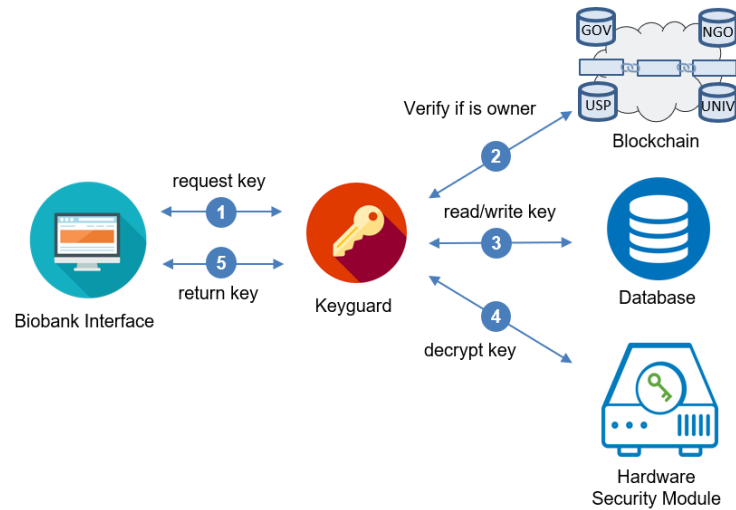 GOV
NGO
USP
UNIV
Blockchain
Verify if is owner
2
request key
1
read/write key
3
5
return key
Biobank Interface
Keyguard
Database
4
decrypt key
Hardware
Security Module